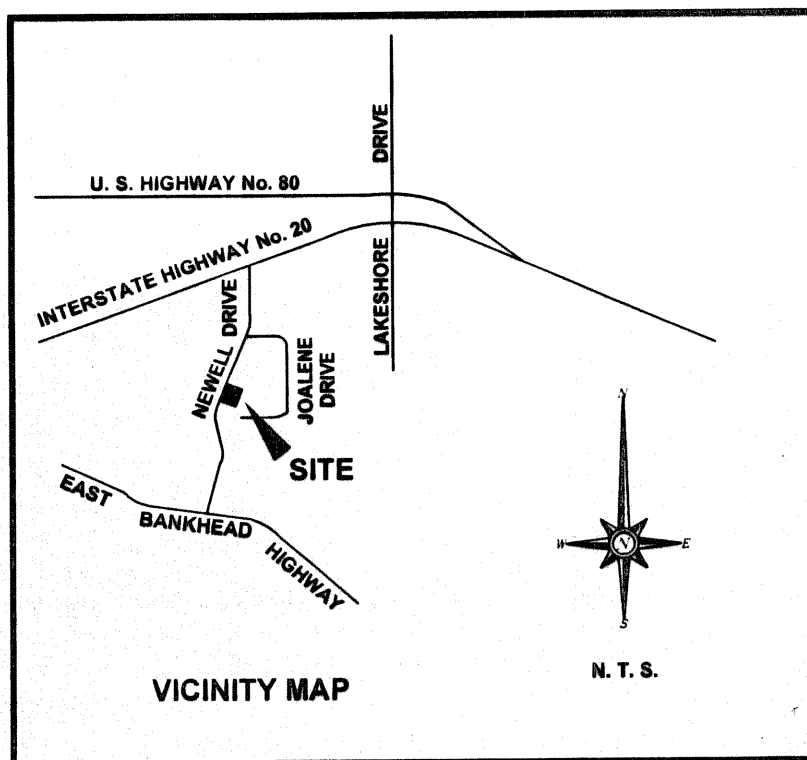 DRIVE
U. S. HIGHWAY No. 80
INTERSTATE HIGHWAY No. 20
LAKESHORE
DRIVE
NEWELL
JOALENE
DRIVE
SITE
EAST
BANKHEAD
HIGHWAY
N
W
N
E
S
N. T. S.
VICINITY MAP